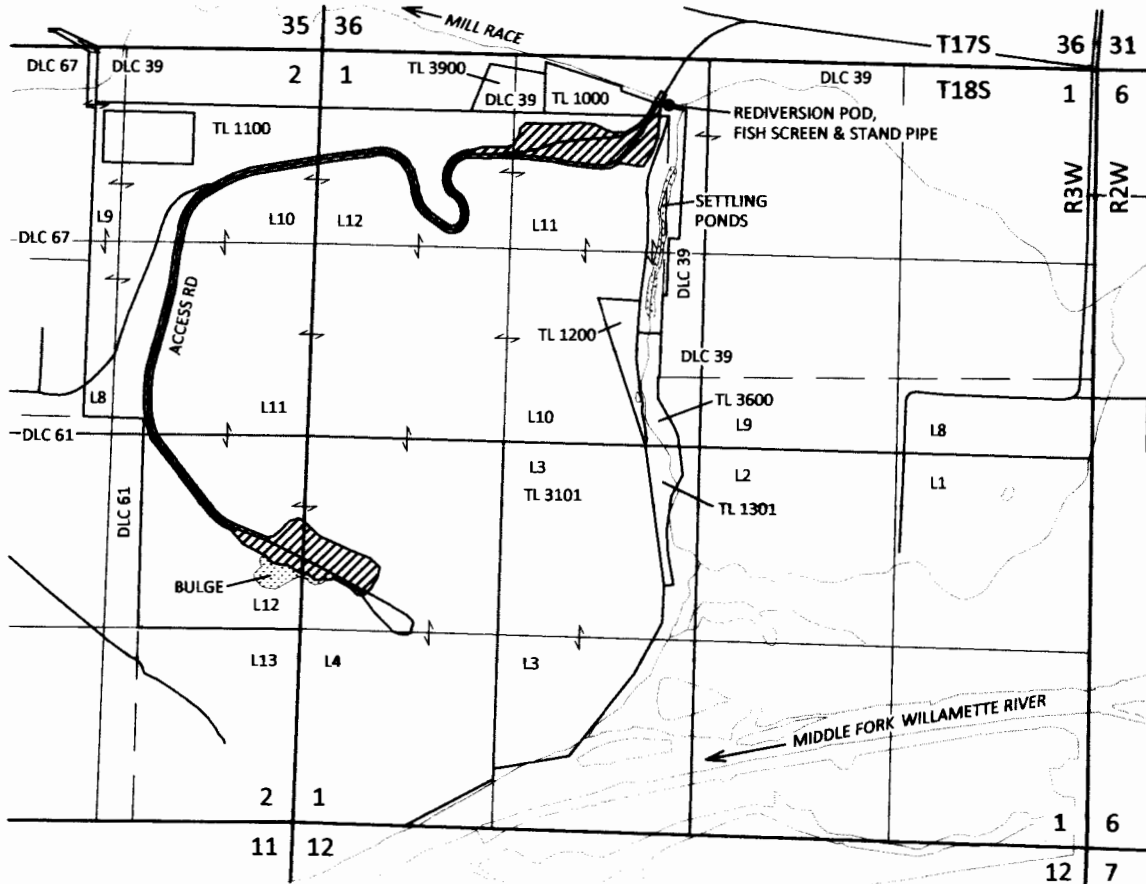 35 36
MILL RACE
T17S
36 31
DLC 67
DLC 39
2 1
TL 3900
DLC 39
TL 1000
DLC 39
T18S
1 6
TL 1100
REDIVERSION POD,
FISH SCREEN & STAND PIPE
R3W
R2W
SETTLING
PONDS
L9
L10
L12
L11
DLC 67
DLC 39
ACCESS RD
TL 1200
DLC 39
L8
L11
L10
TL 3600
L9
L8
DLC 61
L3
L2
L1
TL 3101
TL 1301
DLC 61
BULGE
L12
L13
L4
L3
MIDDLE FORK WILLAMETTE RIVER
2 1
1 6
11 12
12 7